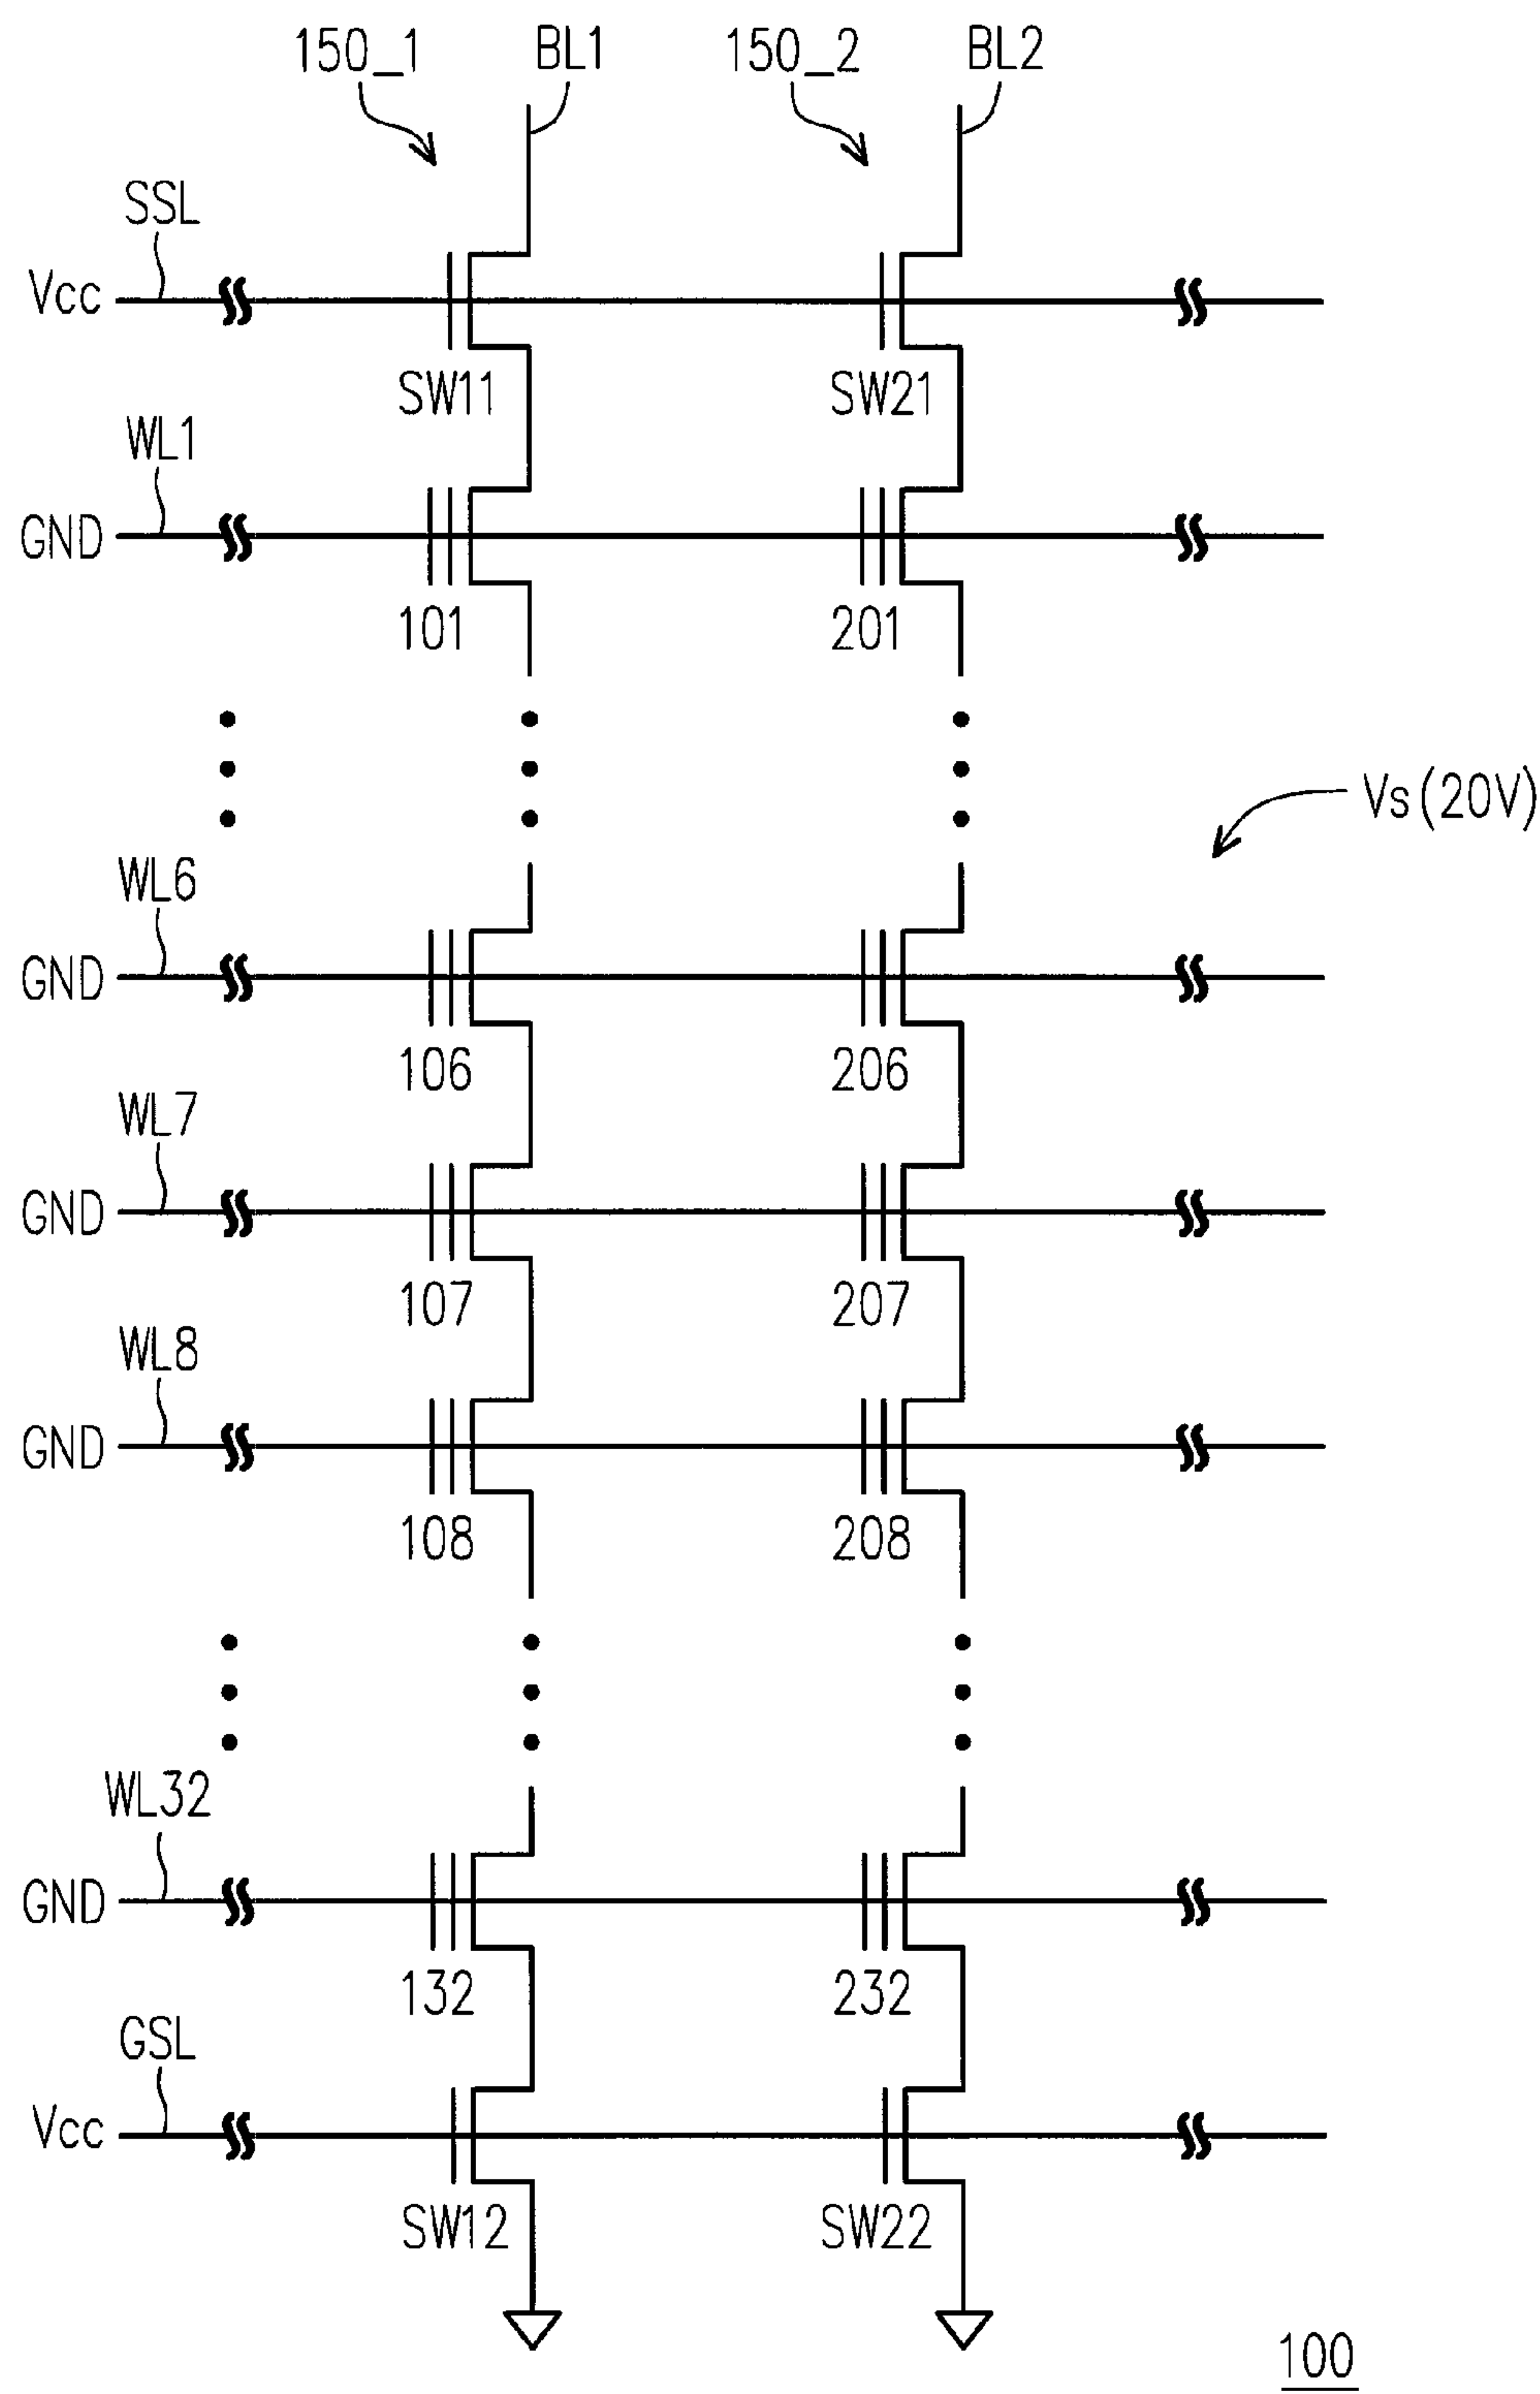 150_1 BL1 150_2 BL2
SSL
Vcc
SW11 SW21
WL1
GND
101 201
Vs(20V)
WL6
GND
106 206
WL7
GND
107 207
WL8
GND
108 208
WL32
GND
132 232
GSL
Vcc
SW12 SW22
100